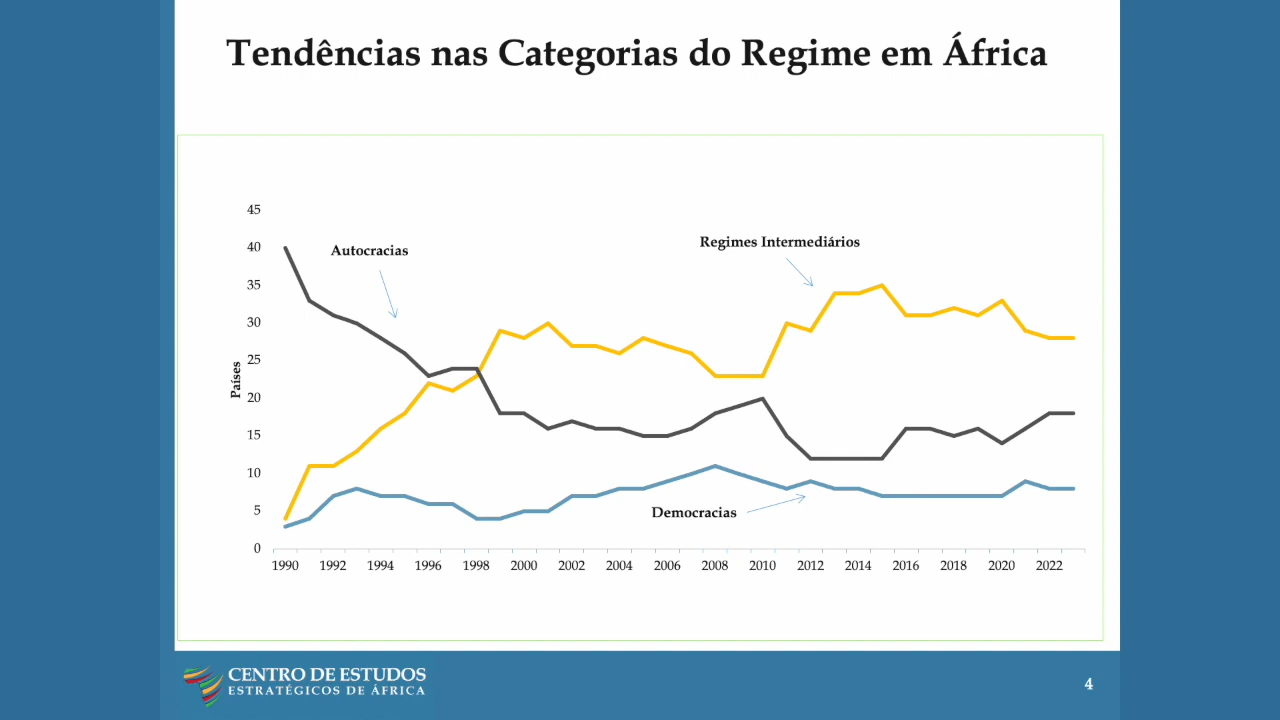 Tendências nas Categorias do Regime em África
45
40
35
30
25
20
15
10
5
0
Países
Autocracias
Regimes Intermediários
Democracias
1990 1992 1994 1996 1998 2000 2002 2004 2006 2008 2010 2012 2014 2016 2018 2020 2022
CENTRO DE ESTUDOS
ESTRATÉGICOS DE ÁFRICA
4